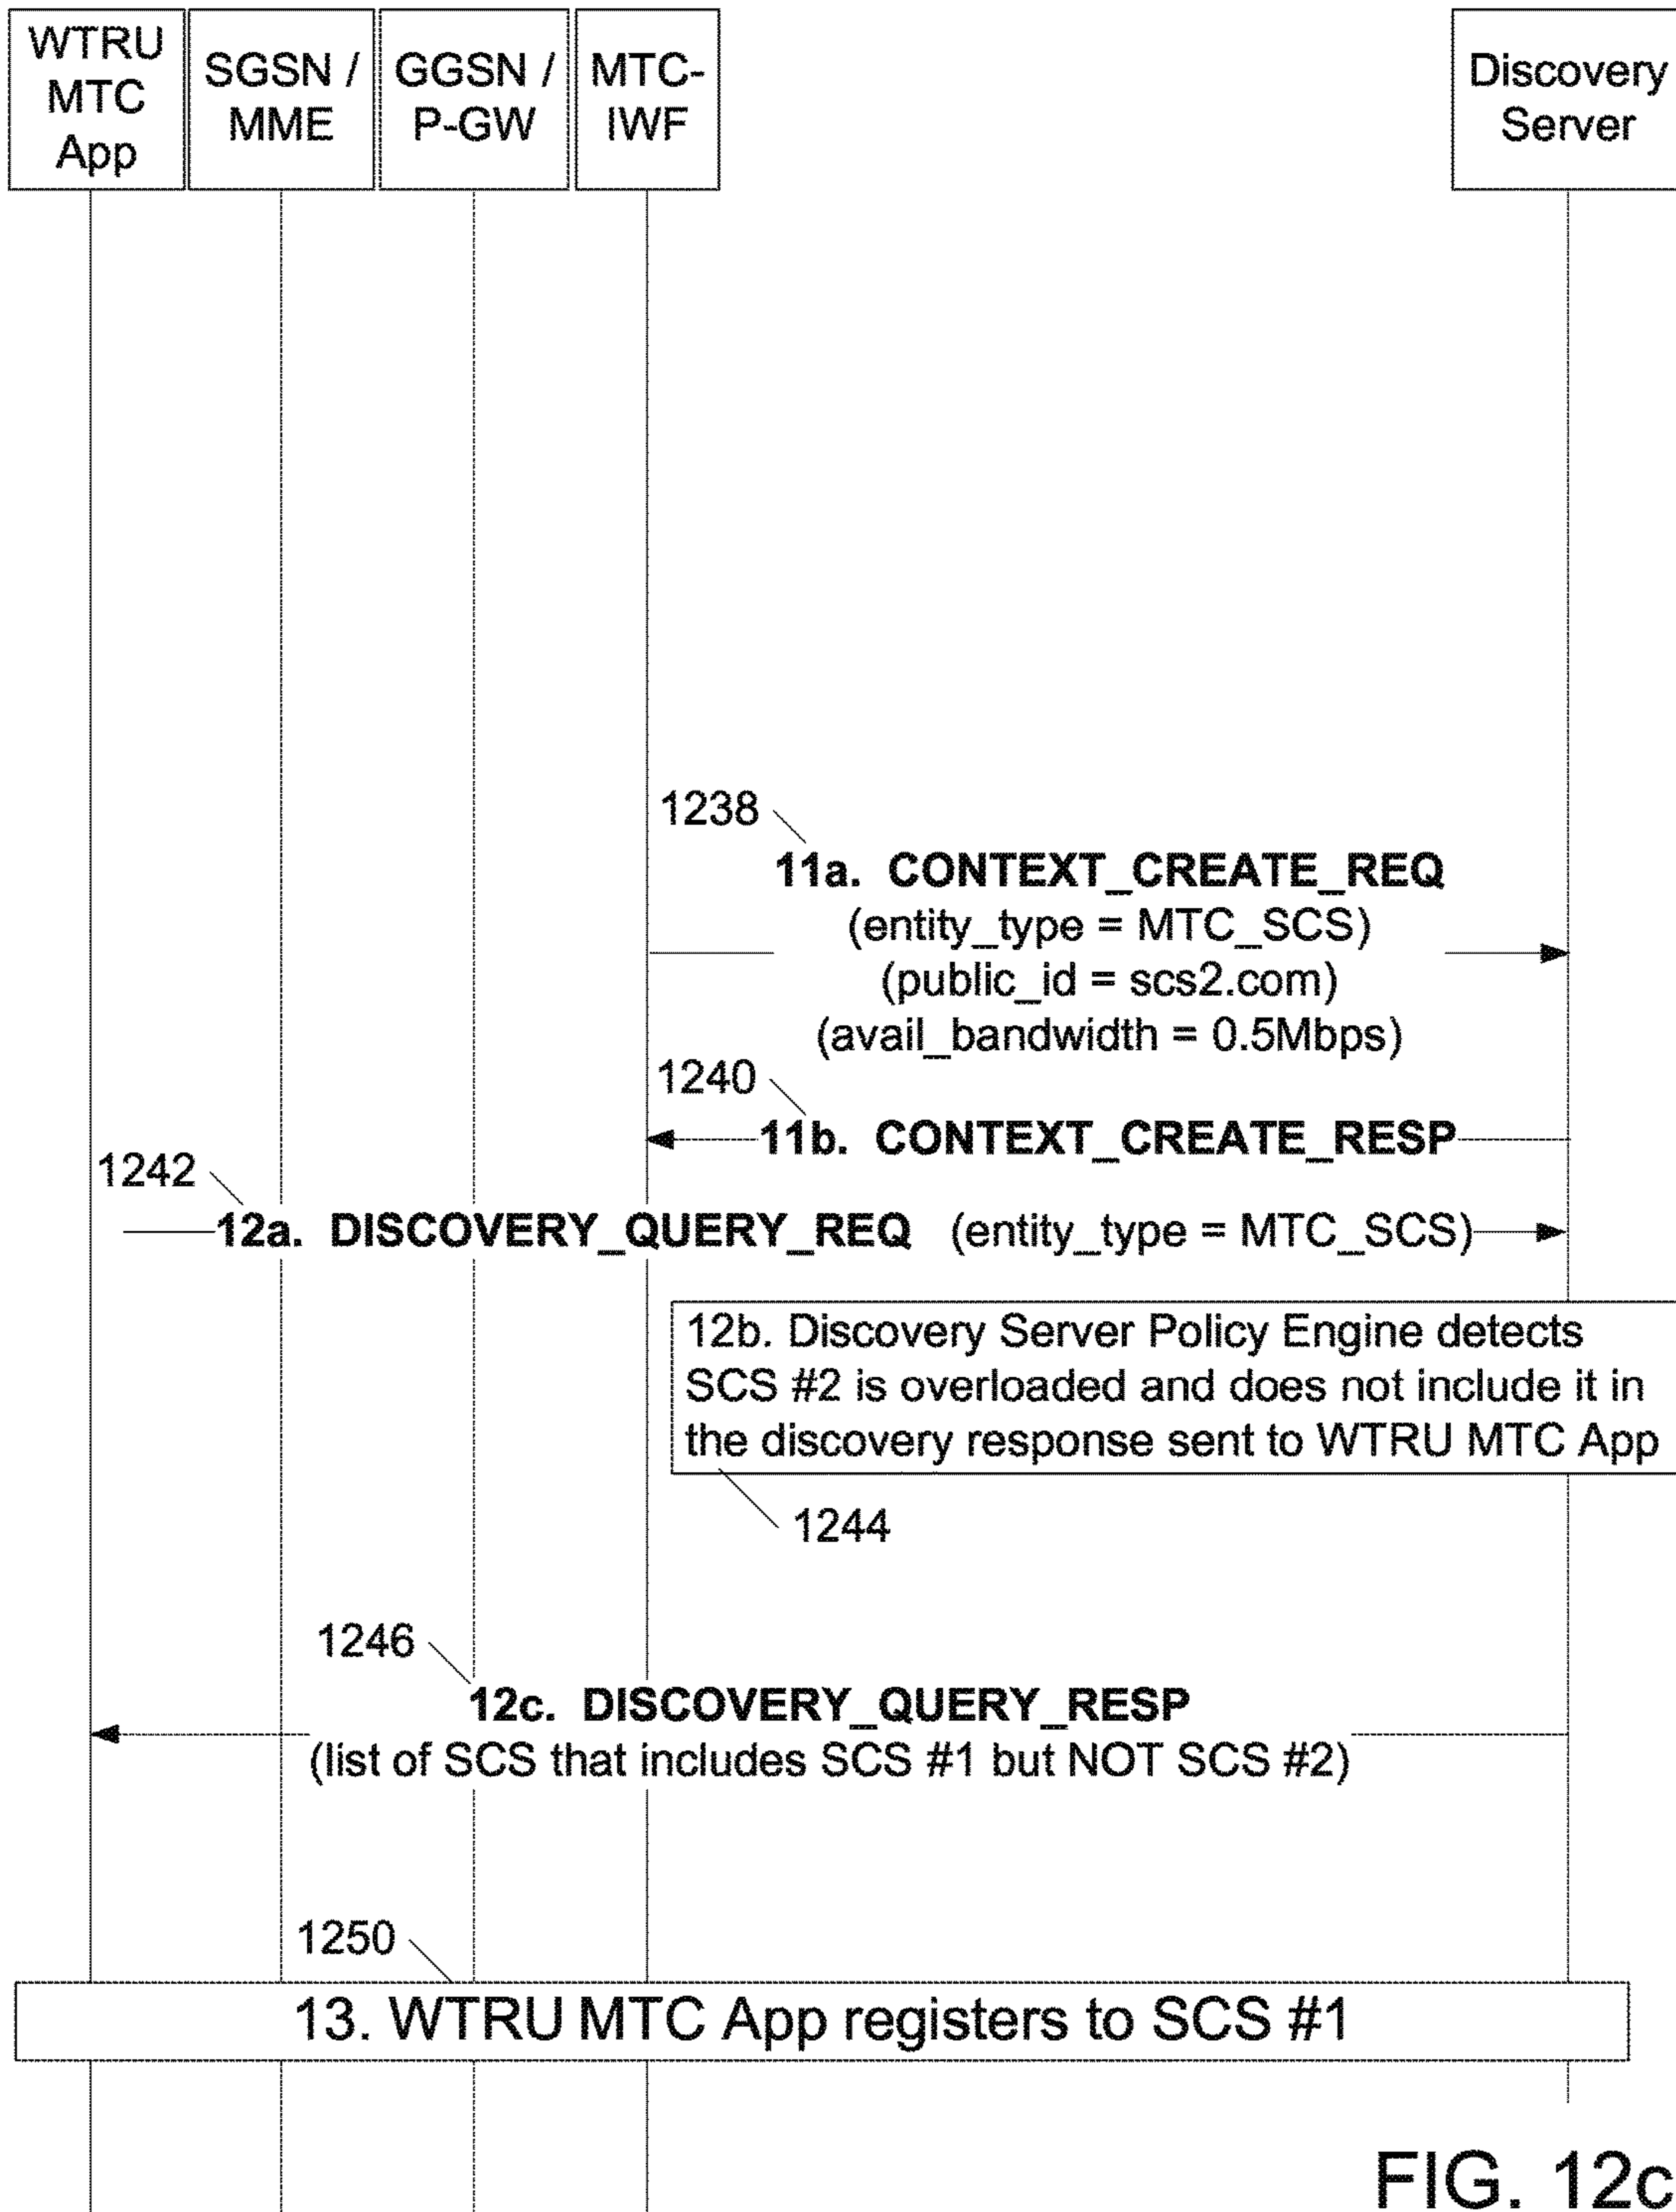 WTRU
MTC
App
SGSN /
MME
GGSN /
P-GW
MTC-
IWF
Discovery
Server
1238
11a. CONTEXT_CREATE_REQ
(entity_type = MTC_SCS)
(public_id = scs2.com)
(avail_bandwidth = 0.5Mbps)
1240
11b. CONTEXT_CREATE_RESP
1242
12a. DISCOVERY_QUERY_REQ (entity_type = MTC_SCS)
12b. Discovery Server Policy Engine detects
SCS #2 is overloaded and does not include it in
the discovery response sent to WTRU MTC App
1244
1246
12c. DISCOVERY_QUERY_RESP
(list of SCS that includes SCS #1 but NOT SCS #2)
1250
13. WTRU MTC App registers to SCS #1
FIG. 12c